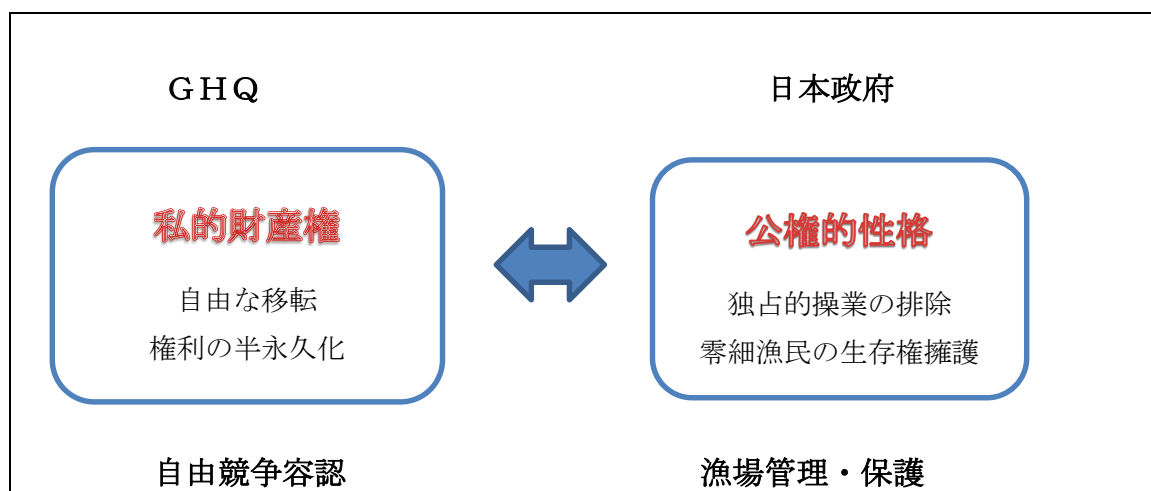 GHQ
日本政府
私的財産権
自由な移転
権利の半永久化
公権的性格
独占的操業の排除
零細漁民の生存権擁護
自由競争容認
漁場管理・保護